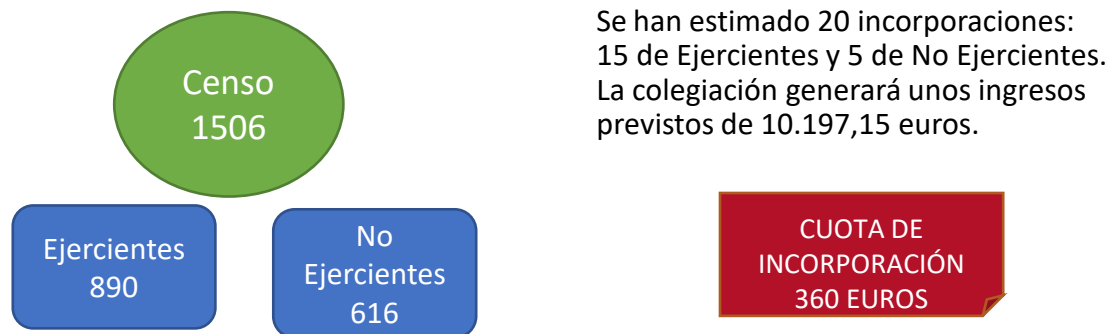 Censo
1506
Ejercientes
890
No
Ejercientes
616
Se han estimado 20 incorporaciones:
15 de Ejercientes y 5 de No Ejercientes.
La colegiación generará unos ingresos
previstos de 10.197,15 euros.
CUOTA DE
INCORPORACIÓN
360 EUROS